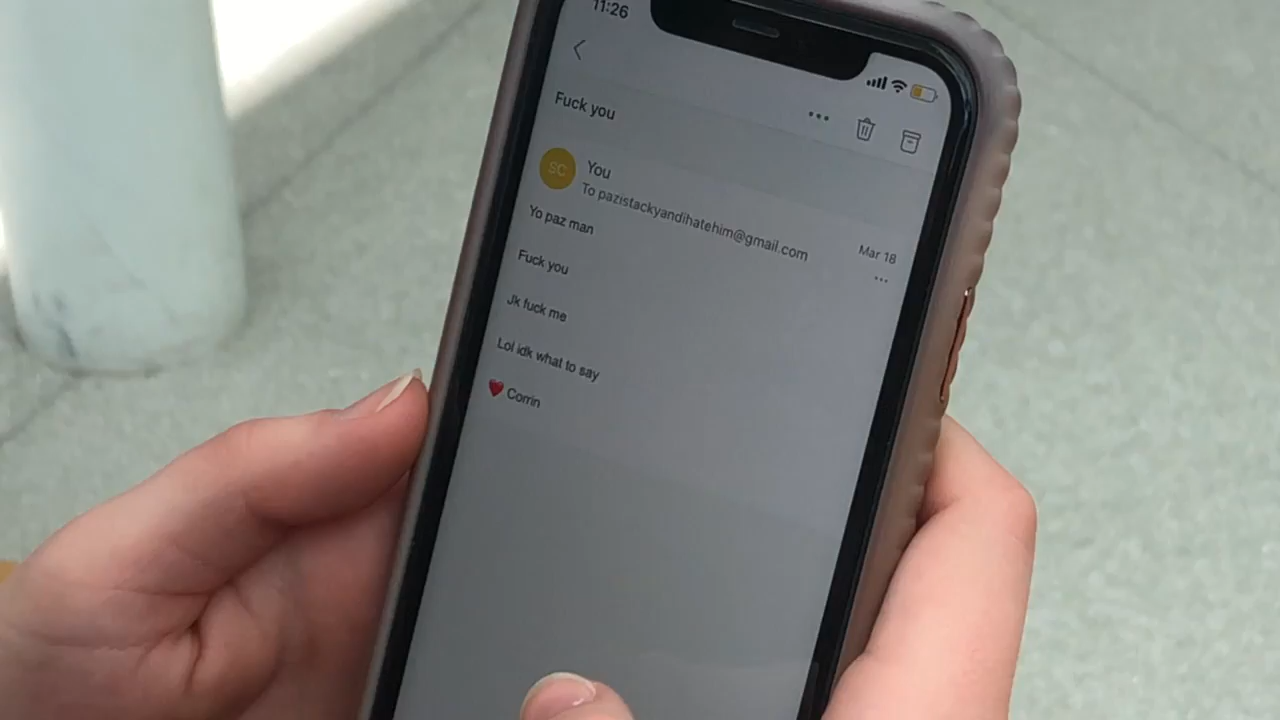 11:26
Fuck you
SC
You
To pazistackyandihatehim@gmail.com
Mar 18
Yo paz man
Fuck you
Jk fuck me
Lol idk what to say
❤️ Corrin